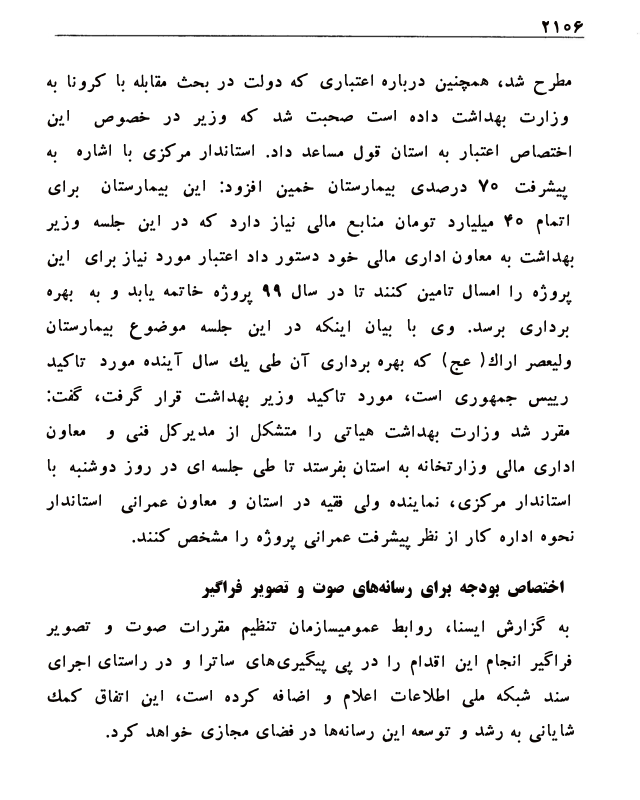 ۲۱۰۶
مطرح شد، همچنین درباره اعتباری که دولت در بحث مقابله با کرونا به
وزارت بهداشت داده است صحبت شد که وزیر در خصوص این
اختصاص اعتبار به استان قول مساعد داد. استاندار مرکزی با اشاره به
پیشرفت ۷۰ درصدی بیمارستان خمین افزود: این بیمارستان برای
اتمام ۴۰ میلیارد تومان منابع مالی نیاز دارد که در این جلسه وزیر
بهداشت به معاون اداری مالی خود دستور داد اعتبار مورد نیاز برای این
پروژه را امسال تامین کنند تا در سال ۹۹ پروژه خاتمه یابد و به بهره
برداری برسد. وی با بیان اینکه در این جلسه موضوع بیمارستان
ولیعصر اراک( عج) که بهره برداری آن طی یک سال آینده مورد تاکید
رییس جمهوری است، مورد تاکید وزیر بهداشت قرار گرفت، گفت:
مقرر شد وزارت بهداشت هیاتی را متشکل از مدیرکل فنی و معاون
اداری مالی وزارتخانه به استان بفرستد تا طی جلسه ای در روز دوشنبه با
استاندار مرکزی، نماینده ولی فقیه در استان و معاون عمرانی استاندار
نحوه اداره کار از نظر پیشرفت عمرانی پروژه را مشخص کنند.
اختصاص بودجه برای رسانه‌های صوت و تصویر فراگیر
به گزارش ایسنا، روابط عمومیسازمان تنظیم مقررات صوت و تصویر
فراگیر انجام این اقدام را در پی پیگیری‌های ساترا و در راستای اجرای
سند شبکه ملی اطلاعات اعلام و اضافه کرده است، این اتفاق کمک
شایانی به رشد و توسعه این رسانه‌ها در فضای مجازی خواهد کرد.